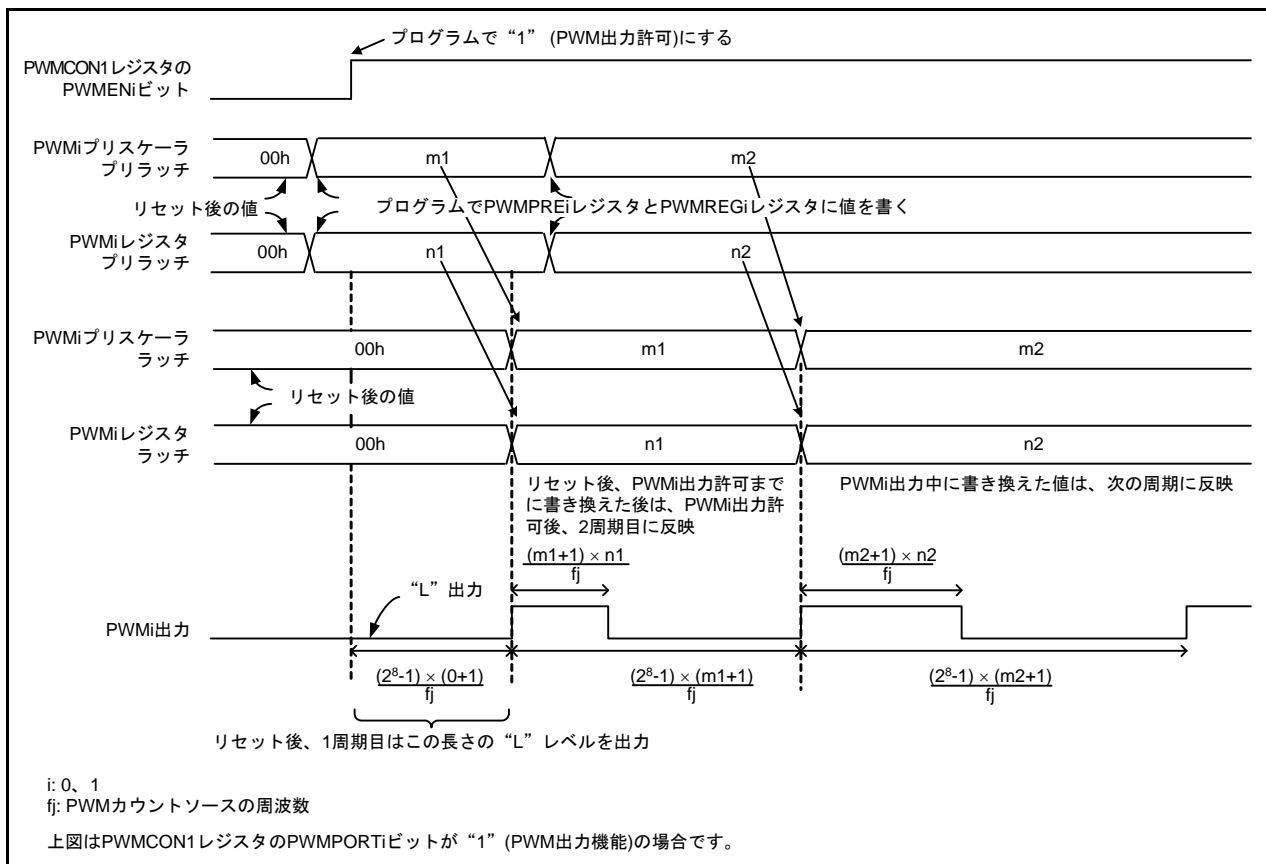 プログラムで“1” (PWM出力許可)にする
PWMCON1レジスタの
PWMENiビット
PWMiプリスケーラ
プリラッチ
00h
m1
m2
リセット後の値
プログラムでPWMPREiレジスタとPWMREGiレジスタに値を書く
PWMiレジスタ
プリラッチ
00h
n1
n2
PWMiプリスケーラ
ラッチ
00h
m1
m2
リセット後の値
PWMiレジスタ
ラッチ
00h
n1
n2
リセット後、PWMi出力許可まで
に書き換えた後は、PWMi出力許
可後、2周期目に反映
PWMi出力中に書き換えた値は、次の周期に反映
(m1+1) × n1
fj
(m2+1) × n2
fj
“L”出力
PWMi出力
(2⁸-1) × (0+1)
fj
(2⁸-1) × (m1+1)
fj
(2⁸-1) × (m2+1)
fj
リセット後、1周期目はこの長さの“L”レベルを出力
i: 0、1
fj: PWMカウントソースの周波数
上図はPWMCON1レジスタのPWMPORTiビットが“1”(PWM出力機能)の場合です。